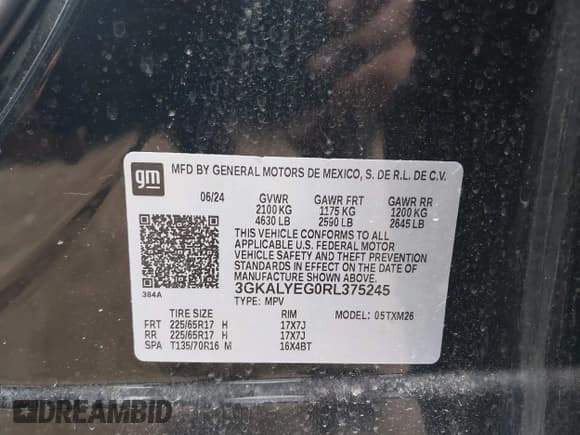 gm
MFD BY GENERAL MOTORS DE MEXICO, S. DE R.L. DE C.V.
06/24 GVWR GAWR FRT GAWR RR
2100 KG 1175 KG 1200 KG
4630 LB 2590 LB 2645 LB
THIS VEHICLE CONFORMS TO ALL
APPLICABLE U.S. FEDERAL MOTOR
VEHICLE SAFETY AND THEFT PREVENTION
STANDARDS IN EFFECT ON THE DATE OF
MANUFACTURE SHOWN ABOVE.
384A 3GKALYEG0RL375245
TYPE: MPV
TIRE SIZE RIM MODEL: 05TXM26
FRT 225/65R17 H 17X7J
RR 225/65R17 H 17X7J
SPA T135/70R16 M 16X4BT
DREAMBID